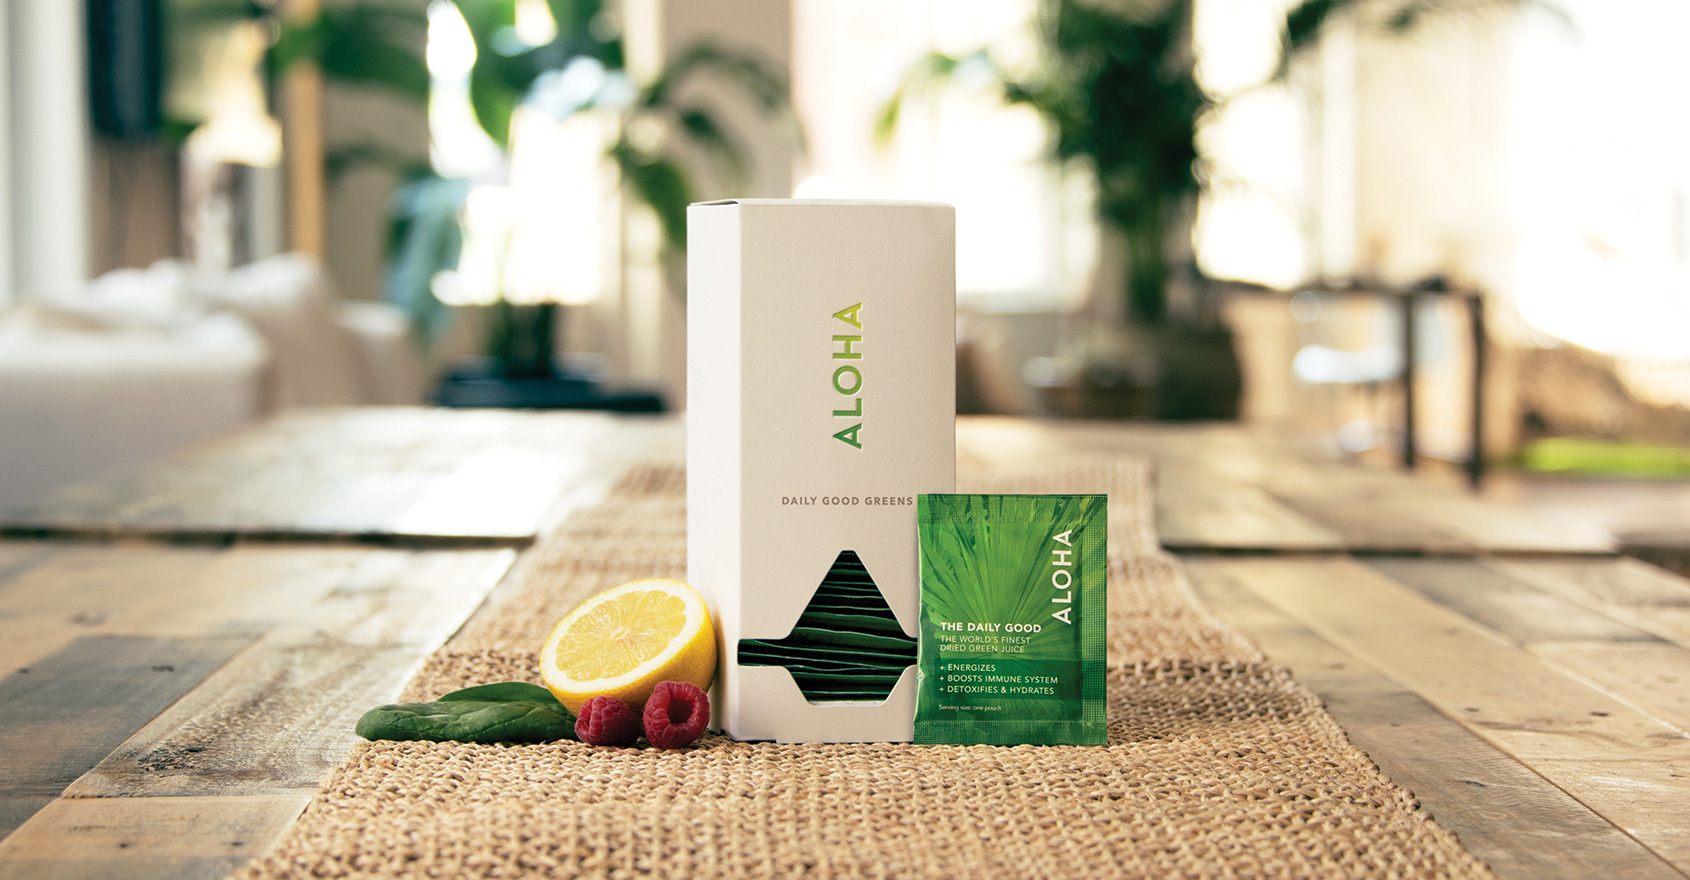 ALOHA
DAILY GOOD GREENS
ALOHA
THE DAILY GOOD
THE WORLD'S FINEST
DRIED GREEN JUICE
+ ENERGIZES
+ BOOSTS IMMUNE SYSTEM
+ DETOXIFIES & HYDRATES
Serving size: one pouch